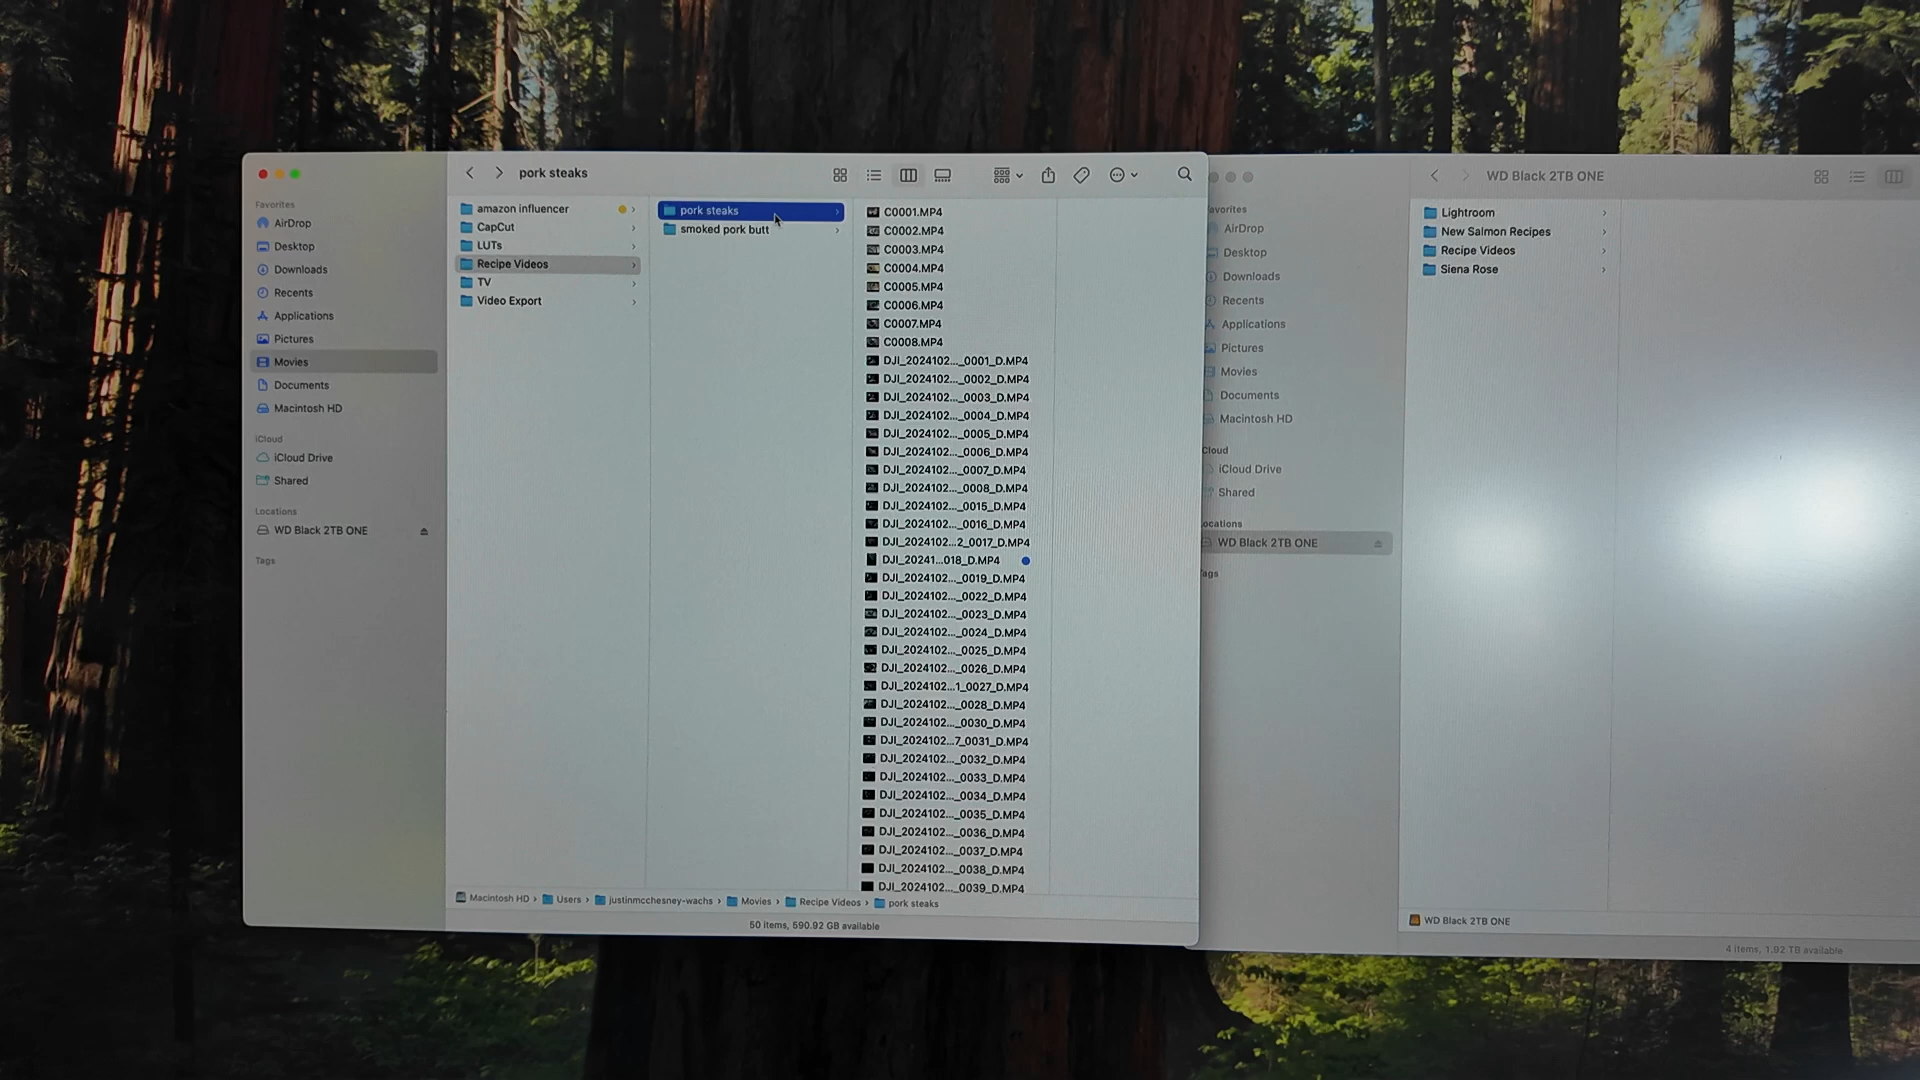 pork steaks
Favorites
AirDrop
Desktop
Downloads
Recents
Applications
Pictures
Movies
Documents
Macintosh HD
iCloud
iCloud Drive
Shared
Locations
WD Black 2TB ONE
Tags
amazon influencer
CapCut
LUTs
Recipe Videos
TV
Video Export
pork steaks
smoked pork butt
C0001.MP4
C0002.MP4
C0003.MP4
C0004.MP4
C0005.MP4
C0006.MP4
C0007.MP4
C0008.MP4
DJI_2024102..._0001_D.MP4
DJI_2024102..._0002_D.MP4
DJI_2024102..._0003_D.MP4
DJI_2024102..._0004_D.MP4
DJI_2024102..._0005_D.MP4
DJI_2024102..._0006_D.MP4
DJI_2024102..._0007_D.MP4
DJI_2024102..._0008_D.MP4
DJI_2024102..._0015_D.MP4
DJI_2024102..._0016_D.MP4
DJI_2024102...2_0017_D.MP4
DJI_20241...018_D.MP4
DJI_2024102..._0019_D.MP4
DJI_2024102..._0022_D.MP4
DJI_2024102..._0023_D.MP4
DJI_2024102..._0024_D.MP4
DJI_2024102..._0025_D.MP4
DJI_2024102..._0026_D.MP4
DJI_2024102...1_0027_D.MP4
DJI_2024102..._0028_D.MP4
DJI_2024102..._0030_D.MP4
DJI_2024102...7_0031_D.MP4
DJI_2024102..._0032_D.MP4
DJI_2024102..._0033_D.MP4
DJI_2024102..._0034_D.MP4
DJI_2024102..._0035_D.MP4
DJI_2024102..._0036_D.MP4
DJI_2024102..._0037_D.MP4
DJI_2024102..._0038_D.MP4
DJI_2024102..._0039_D.MP4
Macintosh HD › Users › justinmcchesney-wachs › Movies › Recipe Videos › pork steaks
50 items, 590.92 GB available
WD Black 2TB ONE
avorites
AirDrop
Desktop
Downloads
Recents
Applications
Pictures
Movies
Documents
Macintosh HD
Cloud
iCloud Drive
Shared
ocations
WD Black 2TB ONE
ags
Lightroom
New Salmon Recipes
Recipe Videos
Siena Rose
WD Black 2TB ONE
4 items, 1.92 TB available